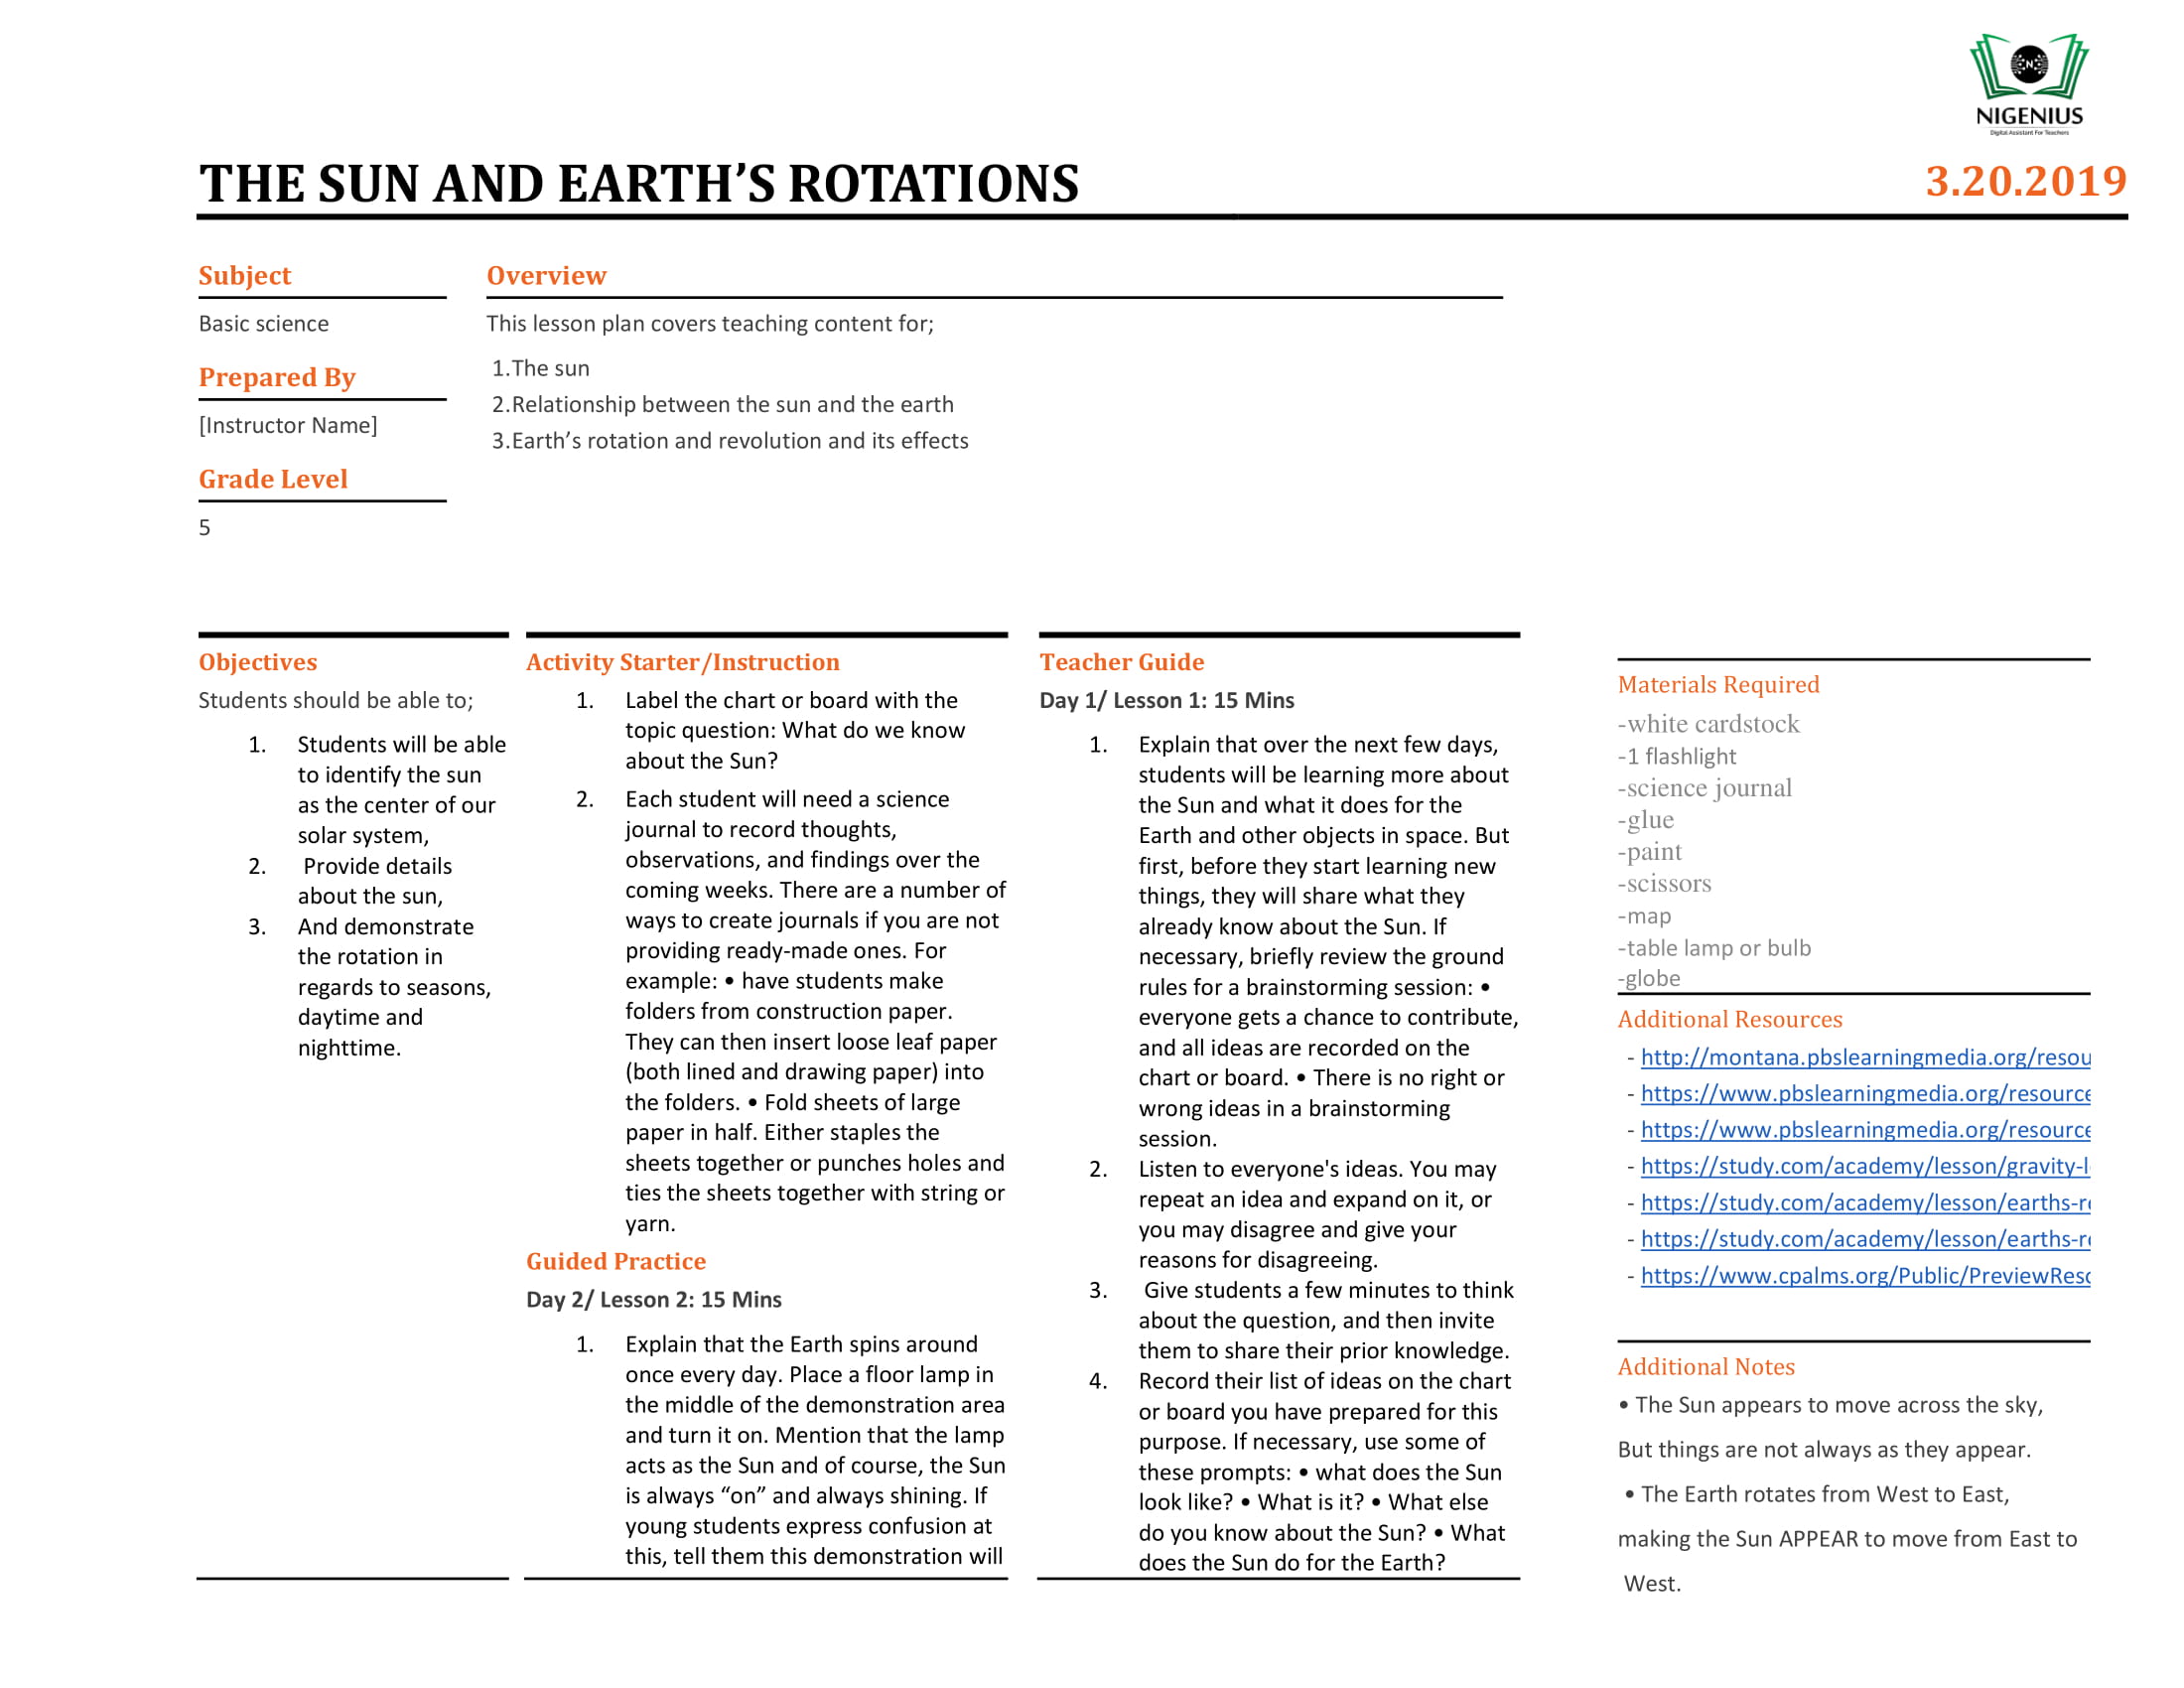 NIGENIUS
Digital Assistant For Teachers
THE SUN AND EARTH’S ROTATIONS
3.20.2019
Subject
Basic science
Prepared By
[Instructor Name]
Grade Level
5
Overview
This lesson plan covers teaching content for;
1.The sun
2.Relationship between the sun and the earth
3.Earth’s rotation and revolution and its effects
Objectives
Students should be able to;
1. Students will be able
to identify the sun
as the center of our
solar system,
2. Provide details
about the sun,
3. And demonstrate
the rotation in
regards to seasons,
daytime and
nighttime.
Activity Starter/Instruction
1. Label the chart or board with the
topic question: What do we know
about the Sun?
2. Each student will need a science
journal to record thoughts,
observations, and findings over the
coming weeks. There are a number of
ways to create journals if you are not
providing ready-made ones. For
example: • have students make
folders from construction paper.
They can then insert loose leaf paper
(both lined and drawing paper) into
the folders. • Fold sheets of large
paper in half. Either staples the
sheets together or punches holes and
ties the sheets together with string or
yarn.
Guided Practice
Day 2/ Lesson 2: 15 Mins
1. Explain that the Earth spins around
once every day. Place a floor lamp in
the middle of the demonstration area
and turn it on. Mention that the lamp
acts as the Sun and of course, the Sun
is always “on” and always shining. If
young students express confusion at
this, tell them this demonstration will
Teacher Guide
Day 1/ Lesson 1: 15 Mins
1. Explain that over the next few days,
students will be learning more about
the Sun and what it does for the
Earth and other objects in space. But
first, before they start learning new
things, they will share what they
already know about the Sun. If
necessary, briefly review the ground
rules for a brainstorming session: •
everyone gets a chance to contribute,
and all ideas are recorded on the
chart or board. • There is no right or
wrong ideas in a brainstorming
session.
2. Listen to everyone's ideas. You may
repeat an idea and expand on it, or
you may disagree and give your
reasons for disagreeing.
3. Give students a few minutes to think
about the question, and then invite
them to share their prior knowledge.
4. Record their list of ideas on the chart
or board you have prepared for this
purpose. If necessary, use some of
these prompts: • what does the Sun
look like? • What is it? • What else
do you know about the Sun? • What
does the Sun do for the Earth?
Materials Required
-white cardstock
-1 flashlight
-science journal
-glue
-paint
-scissors
-map
-table lamp or bulb
-globe
Additional Resources
- http://montana.pbslearningmedia.org/resou
- https://www.pbslearningmedia.org/resource
- https://www.pbslearningmedia.org/resource
- https://study.com/academy/lesson/gravity-l
- https://study.com/academy/lesson/earths-r
- https://study.com/academy/lesson/earths-r
- https://www.cpalms.org/Public/PreviewReso
Additional Notes
• The Sun appears to move across the sky,
But things are not always as they appear.
• The Earth rotates from West to East,
making the Sun APPEAR to move from East to
West.